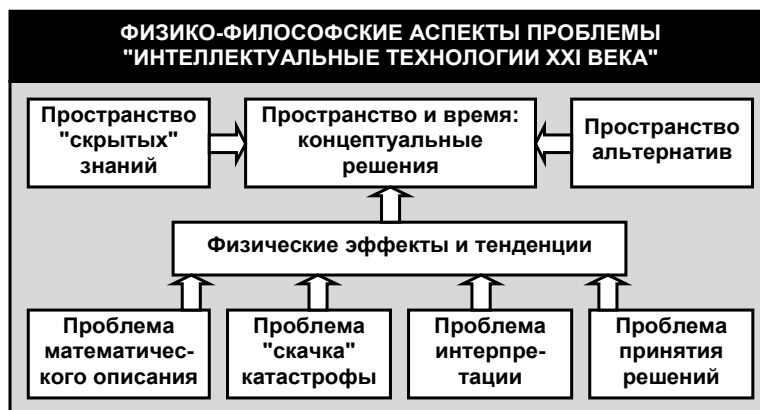 ФИЗИКО-ФИЛОСОФСКИЕ АСПЕКТЫ ПРОБЛЕМЫ
"ИНТЕЛЛЕКТУАЛЬНЫЕ ТЕХНОЛОГИИ XXI ВЕКА"
Пространство
"скрытых"
знаний
Пространство и время:
концептуальные
решения
Пространство
альтернатив
Физические эффекты и тенденции
Проблема
математичес-
кого описания
Проблема
"скачка"
катастрофы
Проблема
интерпре-
тации
Проблема
принятия
решений